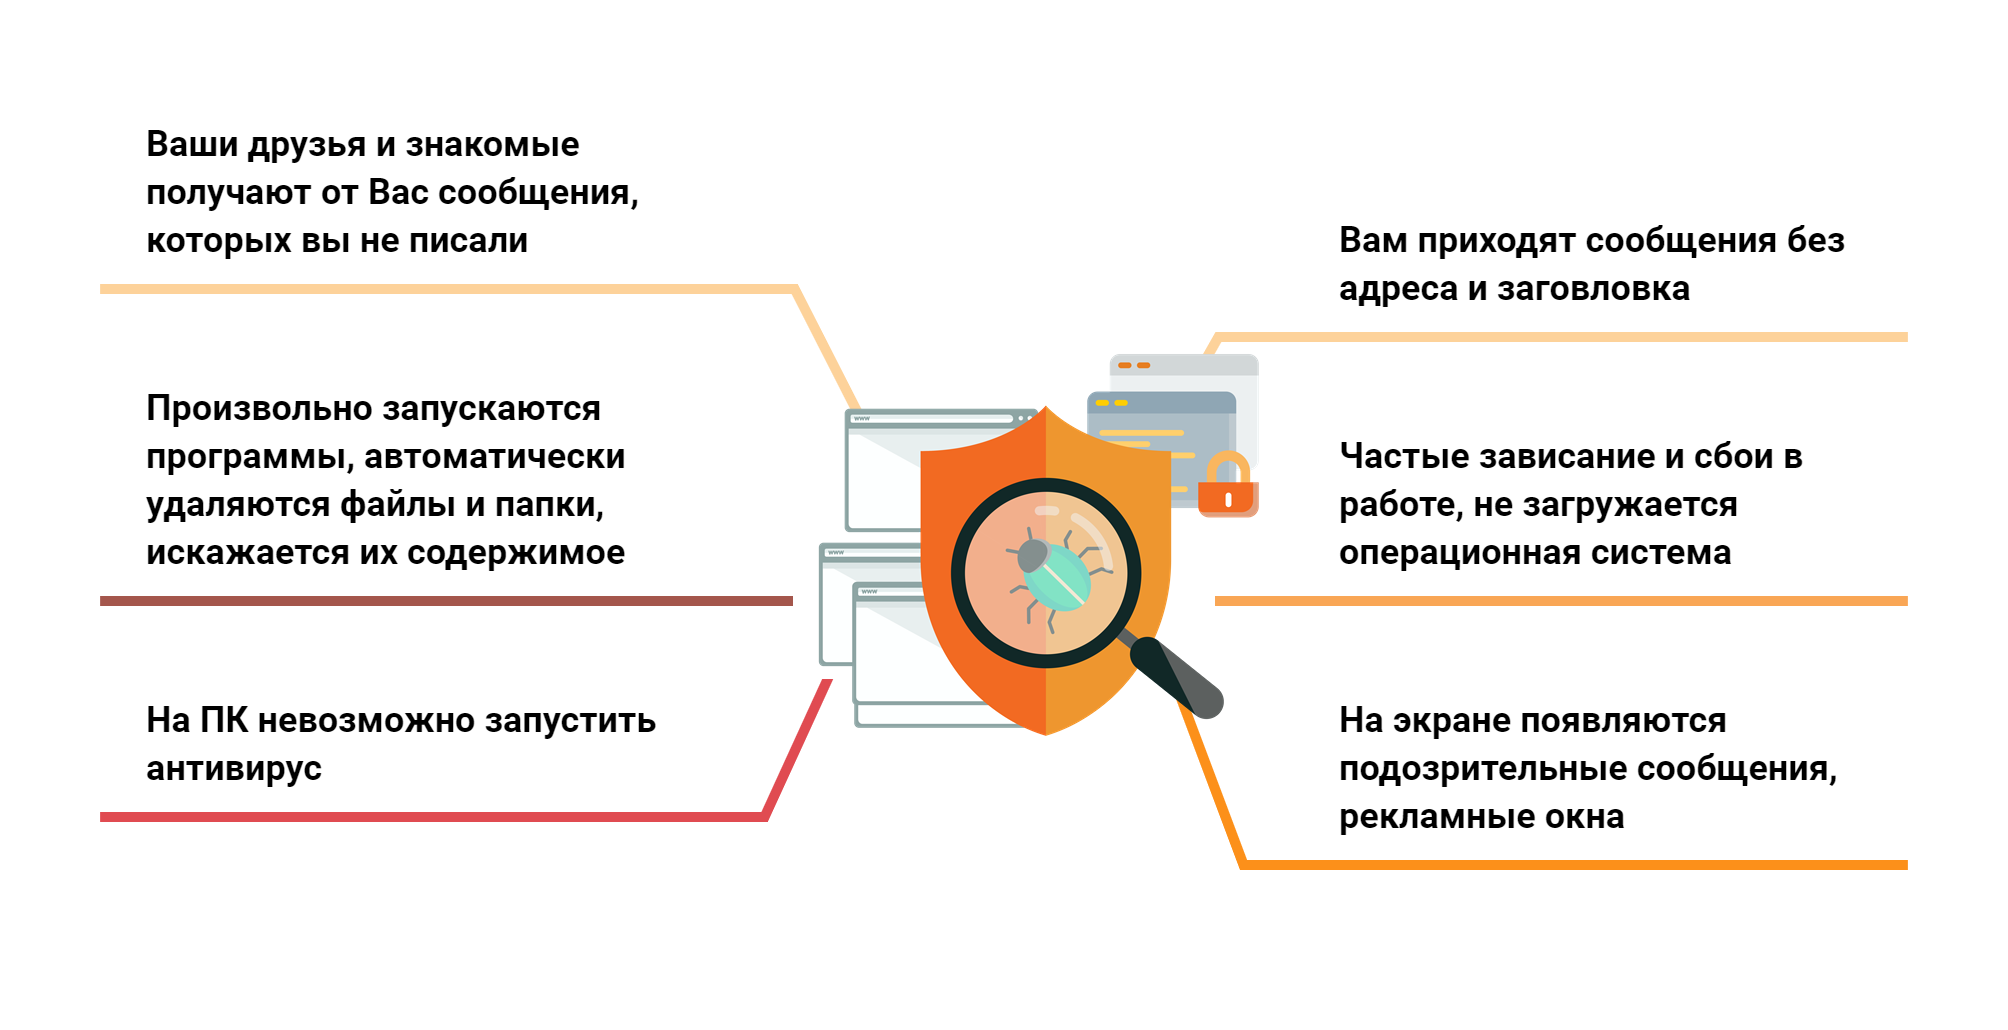 Ваши друзья и знакомые
получают от Вас сообщения,
которых вы не писали
Произвольно запускаются
программы, автоматически
удаляются файлы и папки,
искажается их содержимое
На ПК невозможно запустить
антивирус
www
www
www
Вам приходят сообщения без
адреса и заговловка
Частые зависание и сбои в
работе, не загружается
операционная система
На экране появляются
подозрительные сообщения,
рекламные окна